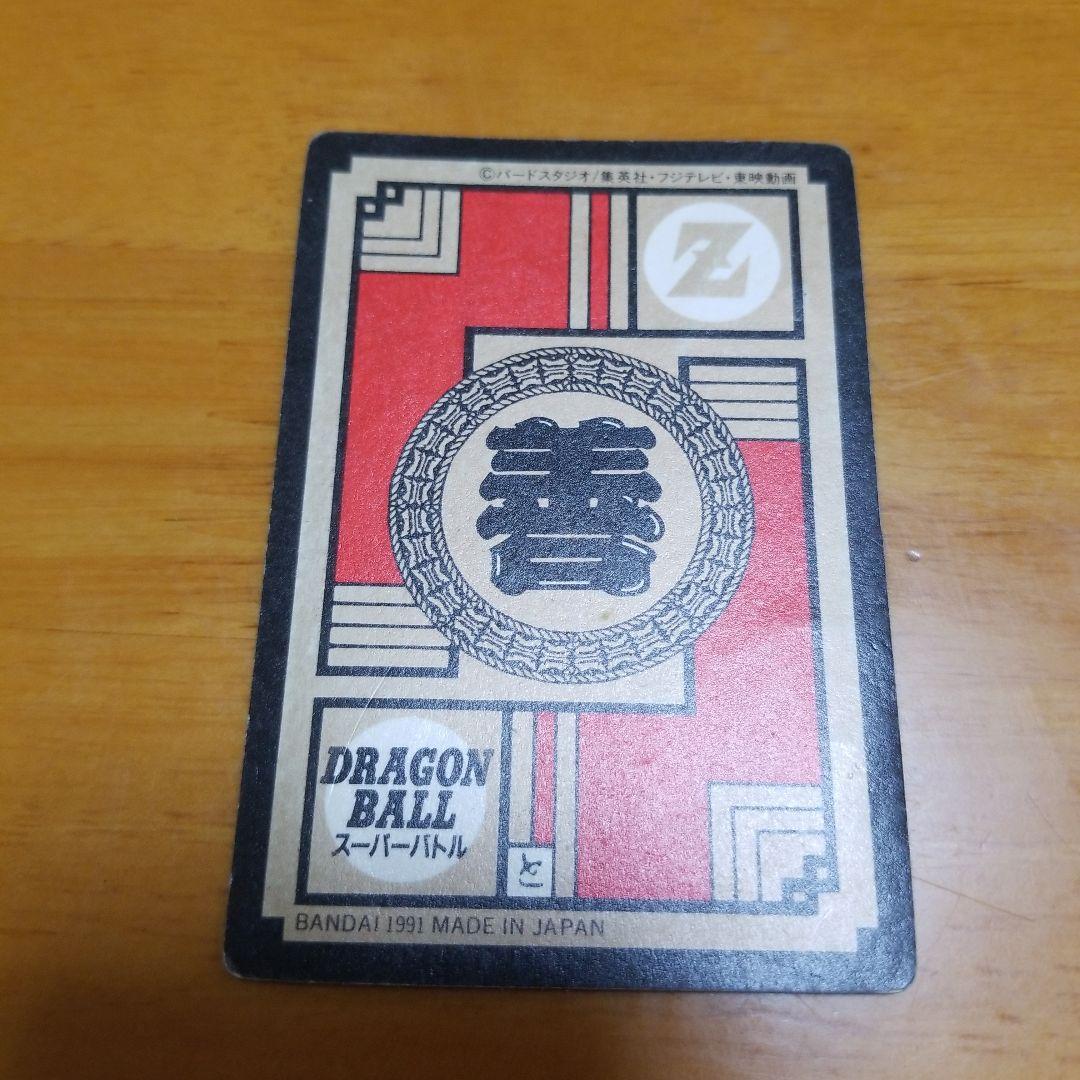 ©バードスタジオ/集英社・フジテレビ・東映動画
Z
善
DRAGON
BALL
スーパーバトル
と
BANDAI 1991 MADE IN JAPAN